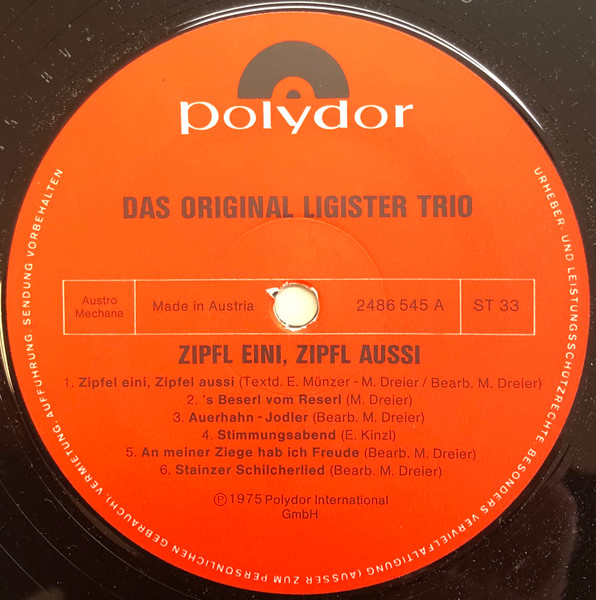 polydor
DAS ORIGINAL LIGISTER TRIO
Austro
Mechana
Made in Austria
2486 545 A
ST 33
ZIPFL EINI, ZIPFL AUSSI
1. Zipfel eini, Zipfel aussi (Textd. E. Münzer - M. Dreier / Bearb. M. Dreier)
2. 's Beserl vom Reserl (M. Dreier)
3. Auerhahn - Jodler (Bearb. M. Dreier)
4. Stimmungsabend (E. Kinzl)
5. An meiner Ziege hab ich Freude (Bearb. M. Dreier)
6. Stainzer Schilcherlied (Bearb. M. Dreier)
Ⓟ 1975 Polydor International
GmbH
URHEBER- UND LEISTUNGSSCHUTZRECHTE, BESONDERS VERVIELFÄLTIGUNG (AUSSER ZUM PERSÖNLICHEN GEBRAUCH), VERMIETUNG, AUFFÜHRUNG, SENDUNG VORBEHALTEN